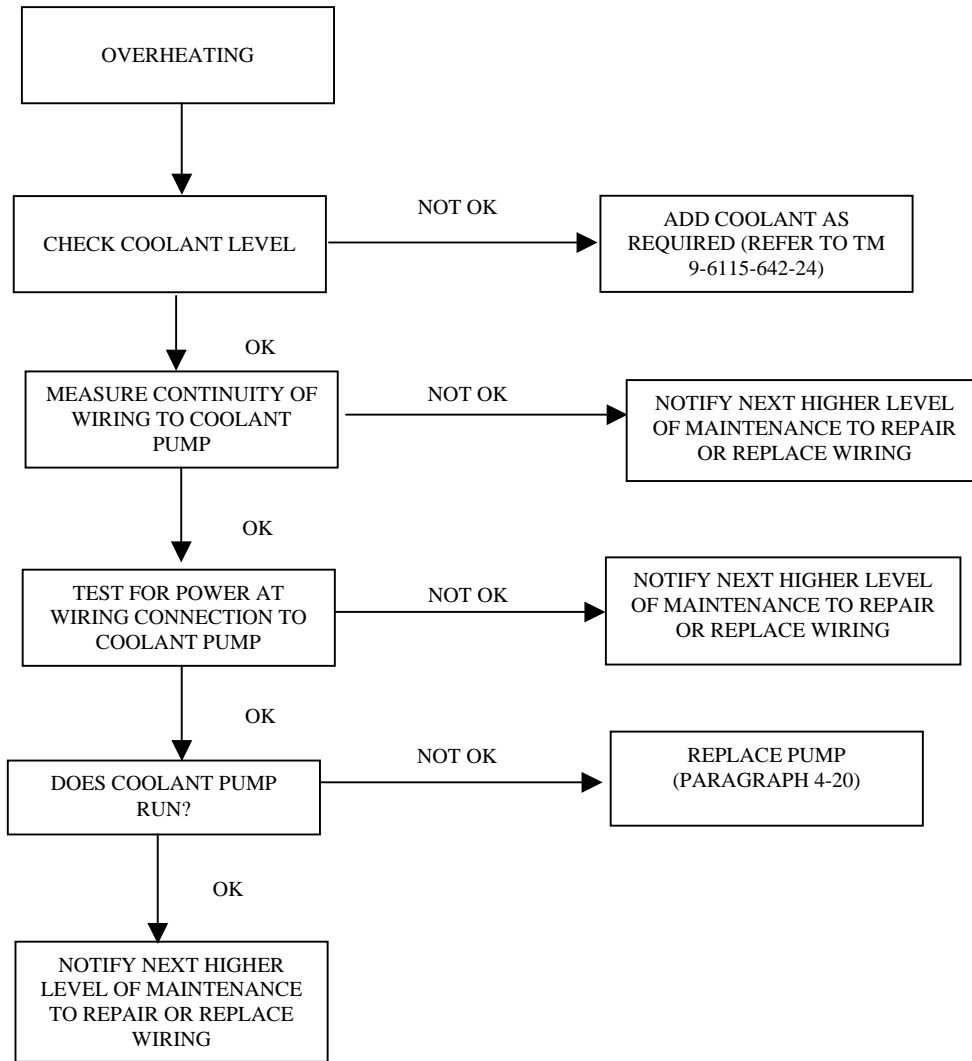 OVERHEATING
CHECK COOLANT LEVEL
NOT OK
ADD COOLANT AS
REQUIRED (REFER TO TM
9-6115-642-24)
OK
MEASURE CONTINUITY OF
WIRING TO COOLANT
PUMP
NOT OK
NOTIFY NEXT HIGHER LEVEL
OF MAINTENANCE TO REPAIR
OR REPLACE WIRING
OK
TEST FOR POWER AT
WIRING CONNECTION TO
COOLANT PUMP
NOT OK
NOTIFY NEXT HIGHER LEVEL
OF MAINTENANCE TO REPAIR
OR REPLACE WIRING
OK
DOES COOLANT PUMP
RUN?
NOT OK
REPLACE PUMP
(PARAGRAPH 4-20)
OK
NOTIFY NEXT HIGHER
LEVEL OF MAINTENANCE
TO REPAIR OR REPLACE
WIRING